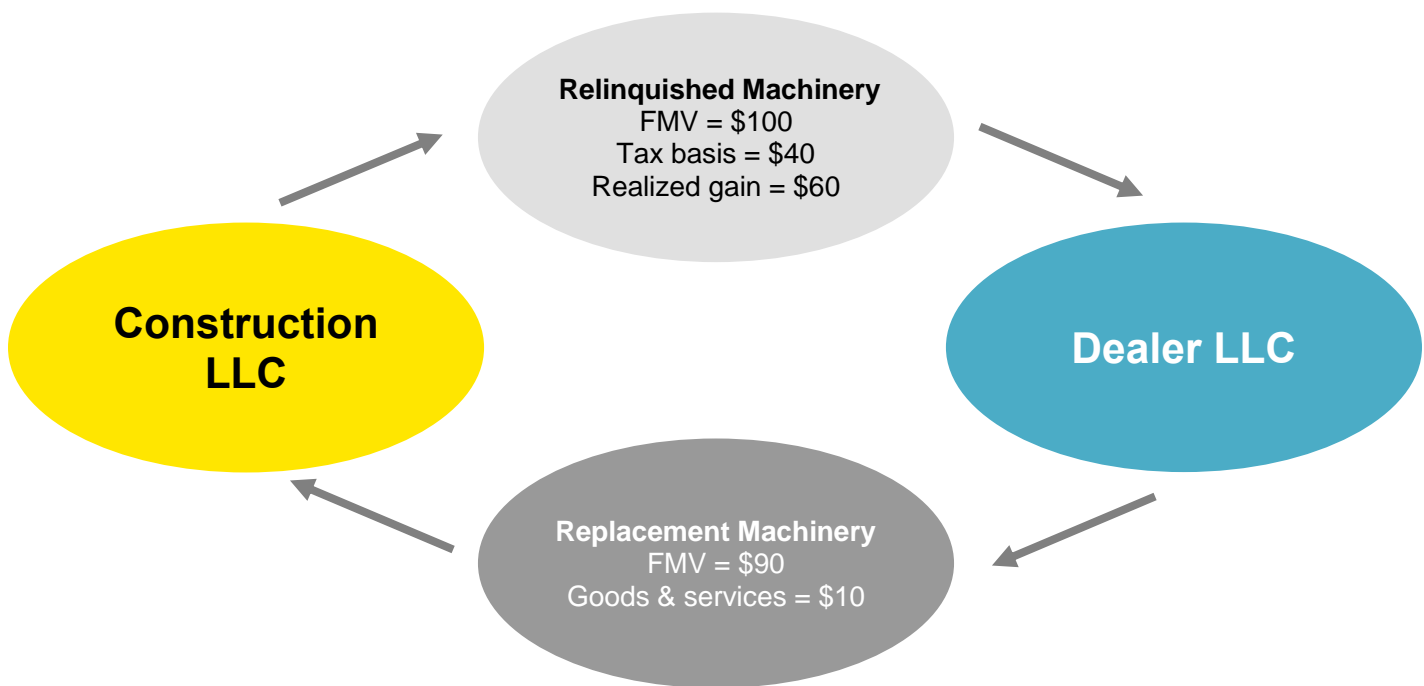 Relinquished Machinery
FMV = $100
Tax basis = $40
Realized gain = $60
Construction
LLC
Dealer LLC
Replacement Machinery
FMV = $90
Goods & services = $10